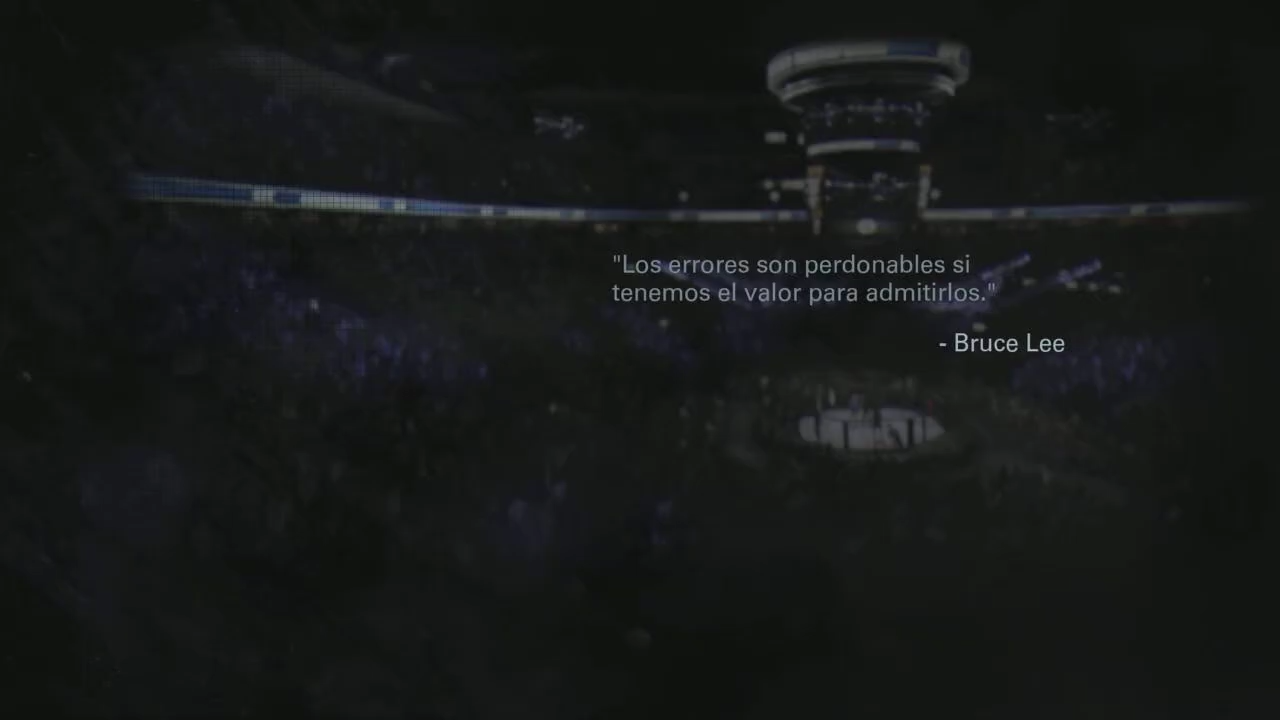 "Los errores son perdonables si
tenemos el valor para admitirlos."
- Bruce Lee